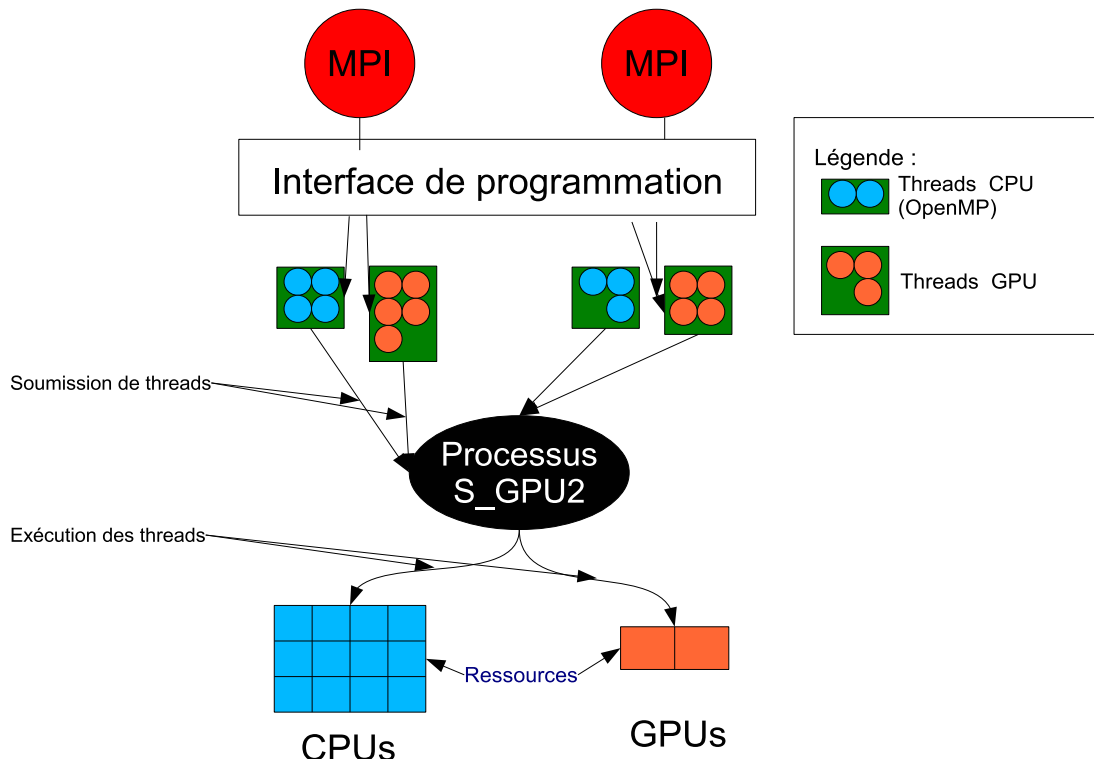 MPI
MPI
Interface de programmation
Légende :
Threads CPU
(OpenMP)
Threads GPU
Soumission de threads
Processus
S_GPU2
Exécution des threads
Ressources
CPUs
GPUs